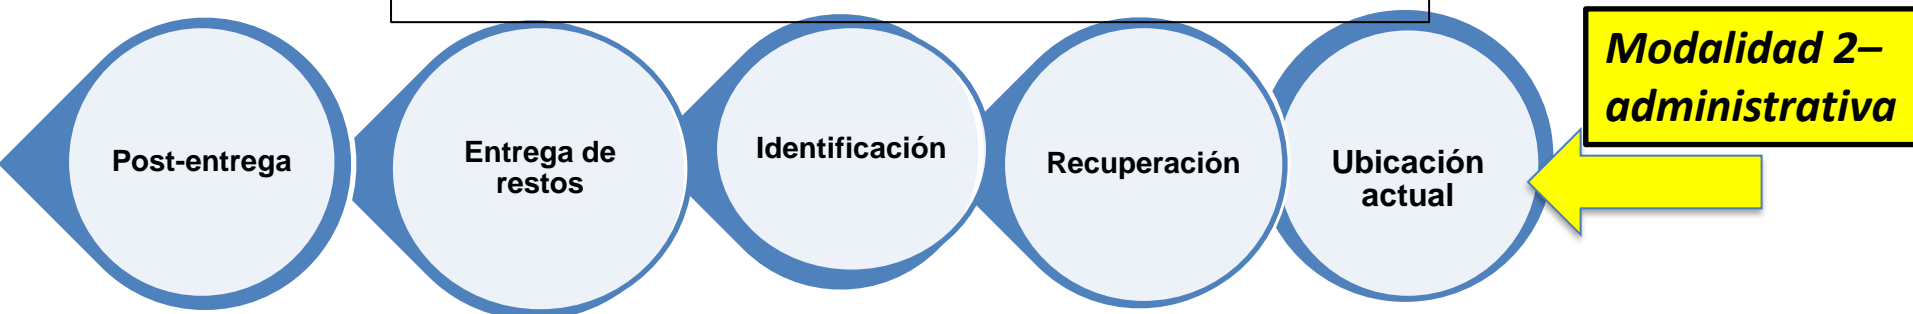 Post-entrega
Entrega de
restos
Identificación
Recuperación
Ubicación
actual
Modalidad 2–
administrativa